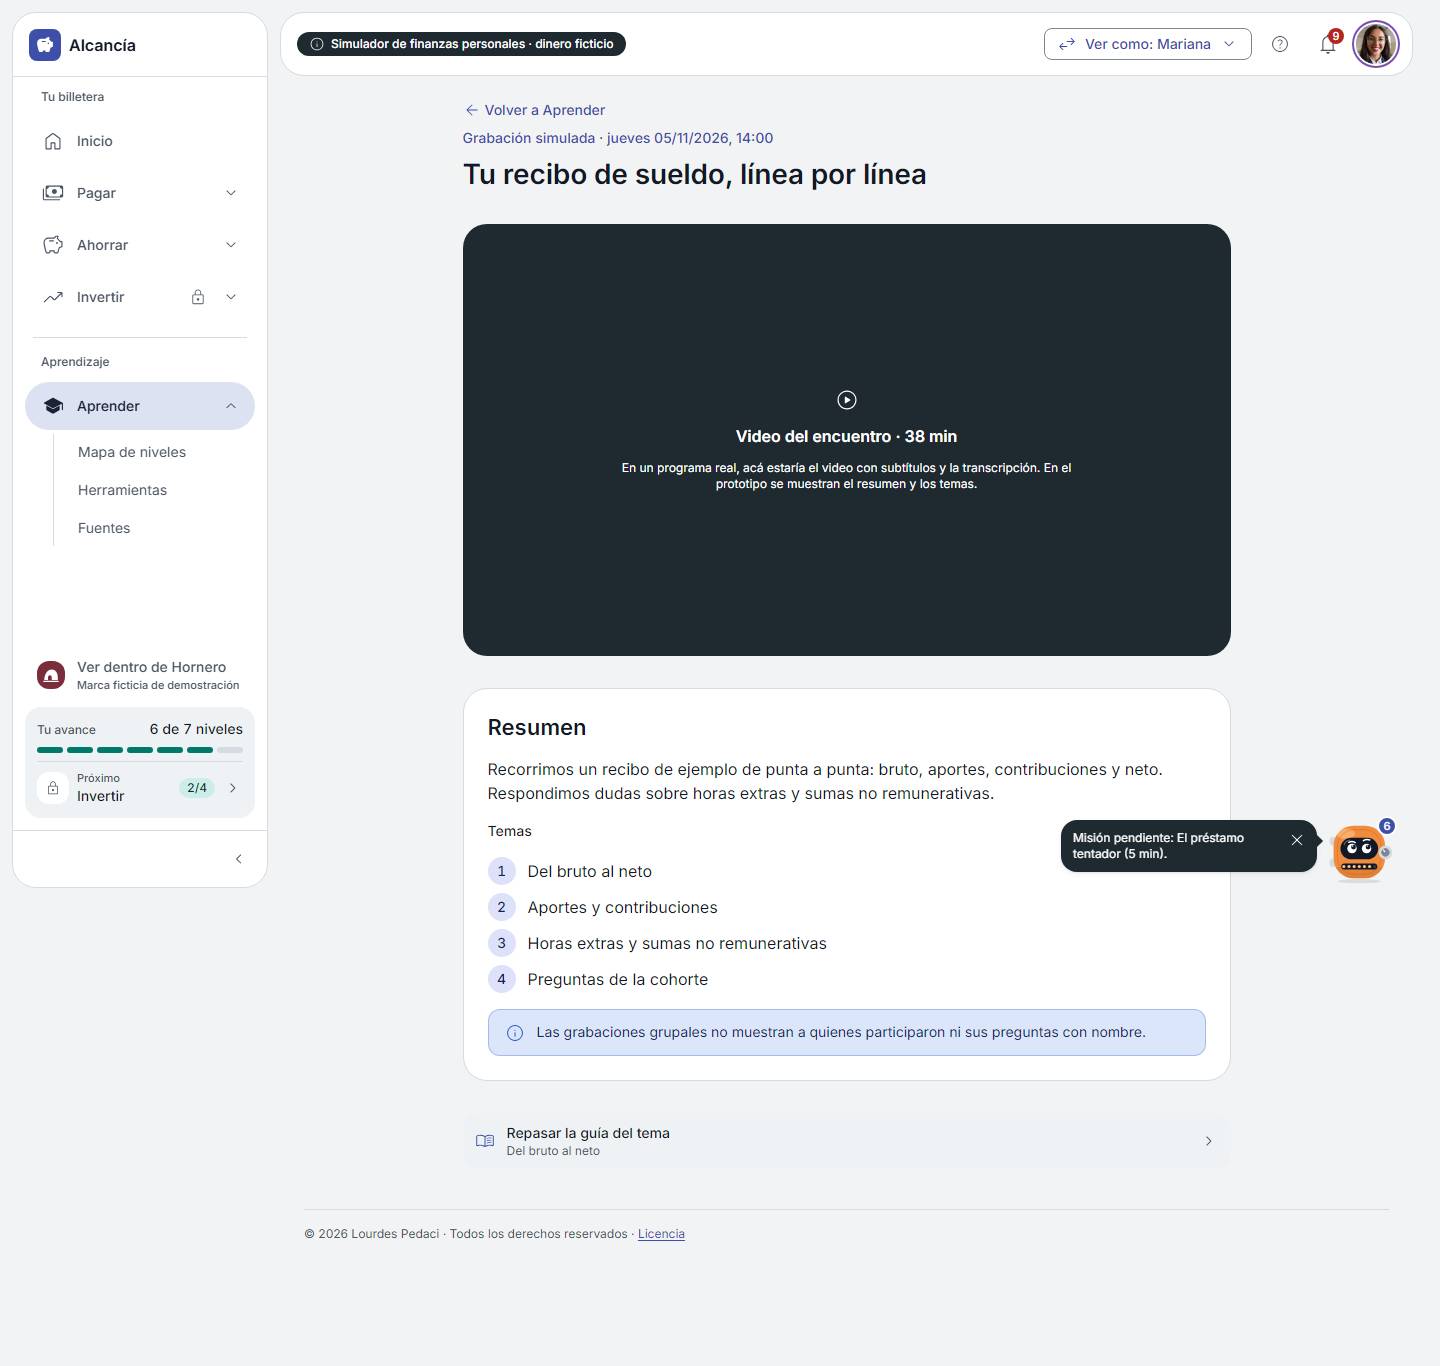 Alcancía
Tu billetera
Inicio
Pagar
Ahorrar
Invertir
Aprendizaje
Aprender
Mapa de niveles
Herramientas
Fuentes
Ver dentro de Hornero
Marca ficticia de demostración
Tu avance 6 de 7 niveles
Próximo
Invertir 2/4
Simulador de finanzas personales · dinero ficticio
Ver como: Mariana
9
Volver a Aprender
Grabación simulada · jueves 05/11/2026, 14:00
Tu recibo de sueldo, línea por línea
Video del encuentro · 38 min
En un programa real, acá estaría el video con subtítulos y la transcripción. En el
prototipo se muestran el resumen y los temas.
Resumen
Recorrimos un recibo de ejemplo de punta a punta: bruto, aportes, contribuciones y neto.
Respondimos dudas sobre horas extras y sumas no remunerativas.
Temas
1 Del bruto al neto
2 Aportes y contribuciones
3 Horas extras y sumas no remunerativas
4 Preguntas de la cohorte
Las grabaciones grupales no muestran a quienes participaron ni sus preguntas con nombre.
Misión pendiente: El préstamo
tentador (5 min).
6
Repasar la guía del tema
Del bruto al neto
© 2026 Lourdes Pedaci · Todos los derechos reservados · Licencia